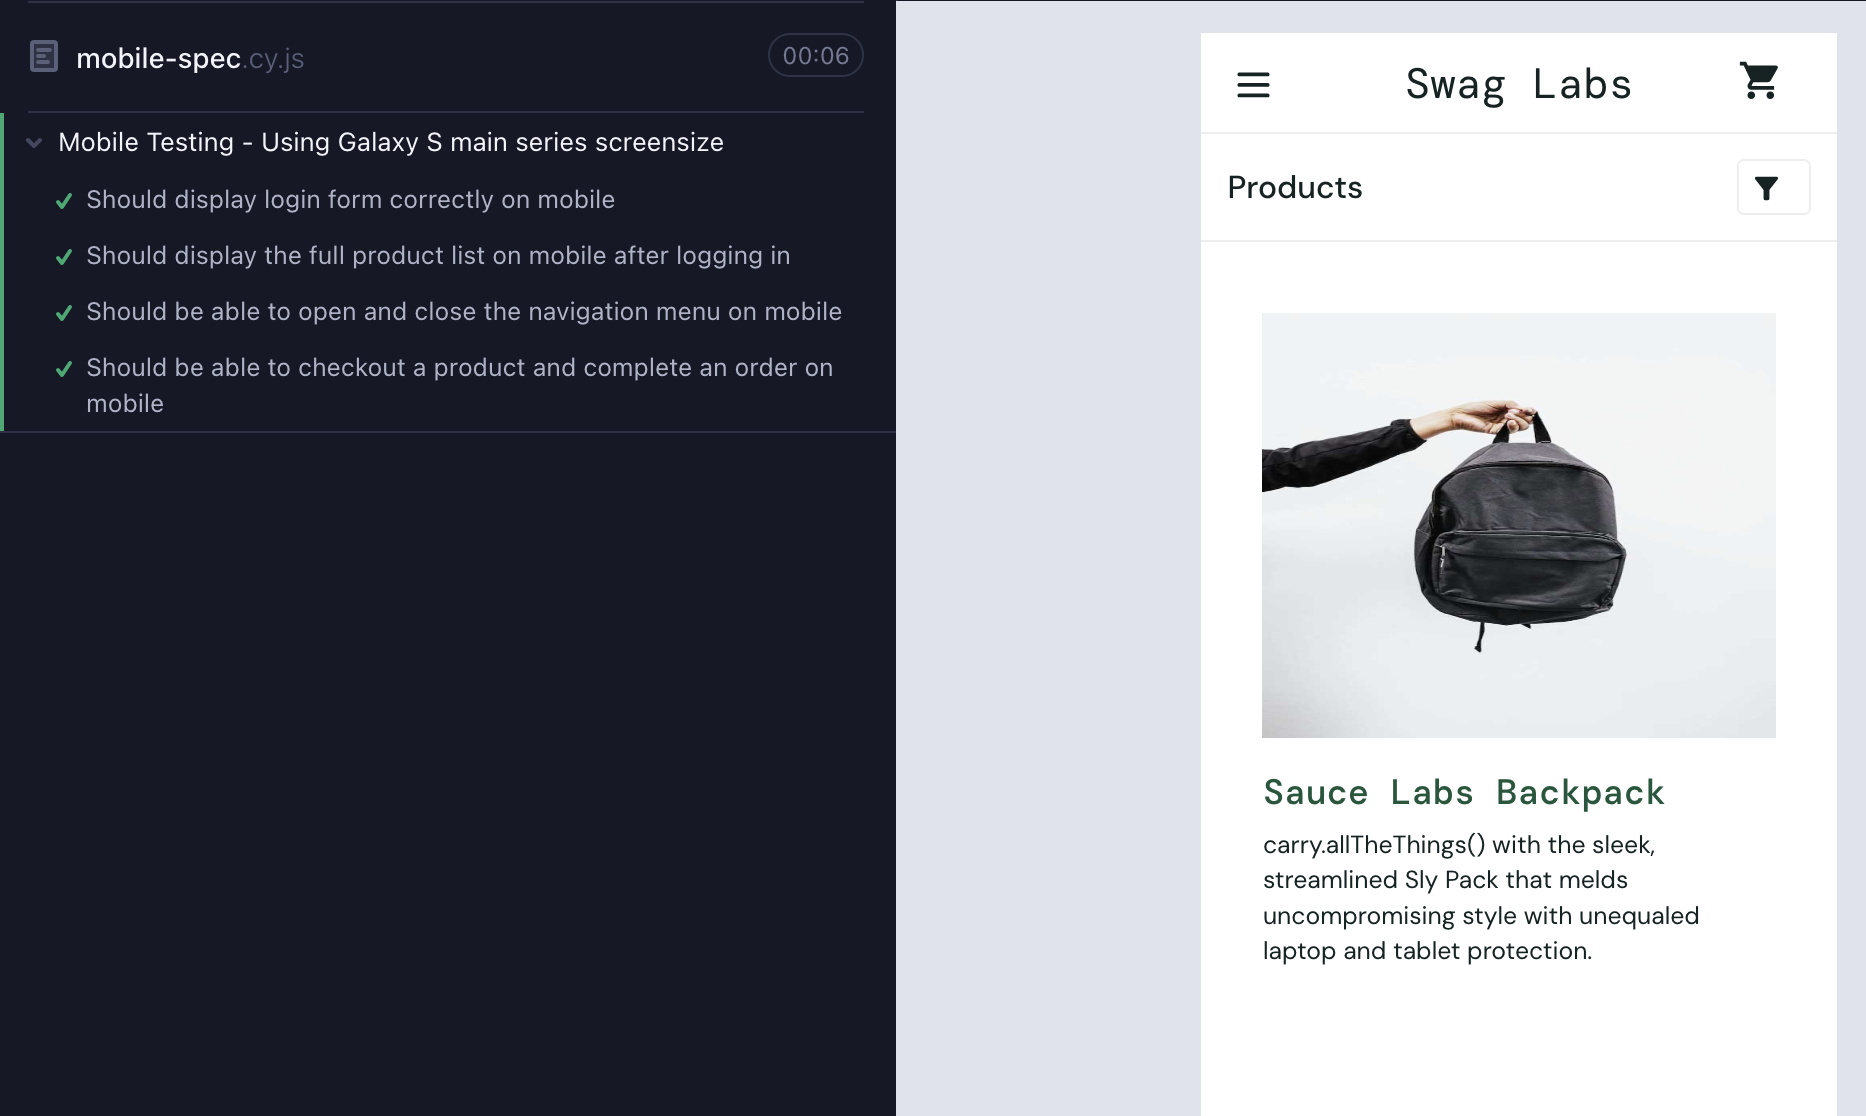 mobile-spec.cy.js
00:06
Mobile Testing - Using Galaxy S main series screensize
Should display login form correctly on mobile
Should display the full product list on mobile after logging in
Should be able to open and close the navigation menu on mobile
Should be able to checkout a product and complete an order on
mobile
Swag Labs
Products
Sauce Labs Backpack
carry.allTheThings() with the sleek,
streamlined Sly Pack that melds
uncompromising style with unequaled
laptop and tablet protection.